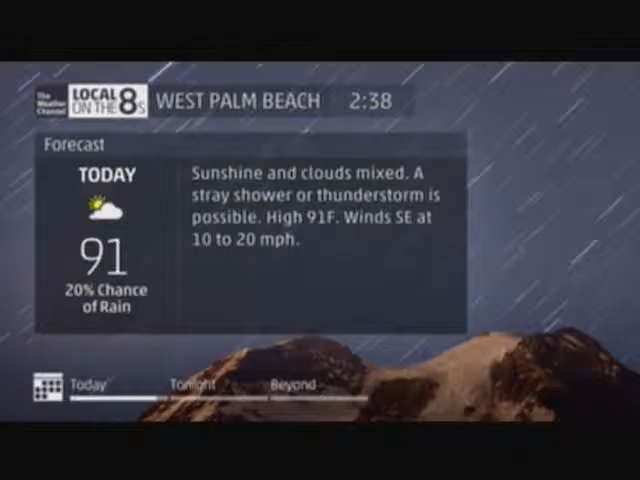 The
Weather
Channel
LOCAL
ON THE 8s
WEST PALM BEACH 2:38
Forecast
TODAY
91
20% Chance
of Rain
Sunshine and clouds mixed. A
stray shower or thunderstorm is
possible. High 91F. Winds SE at
10 to 20 mph.
Today Tonight Beyond